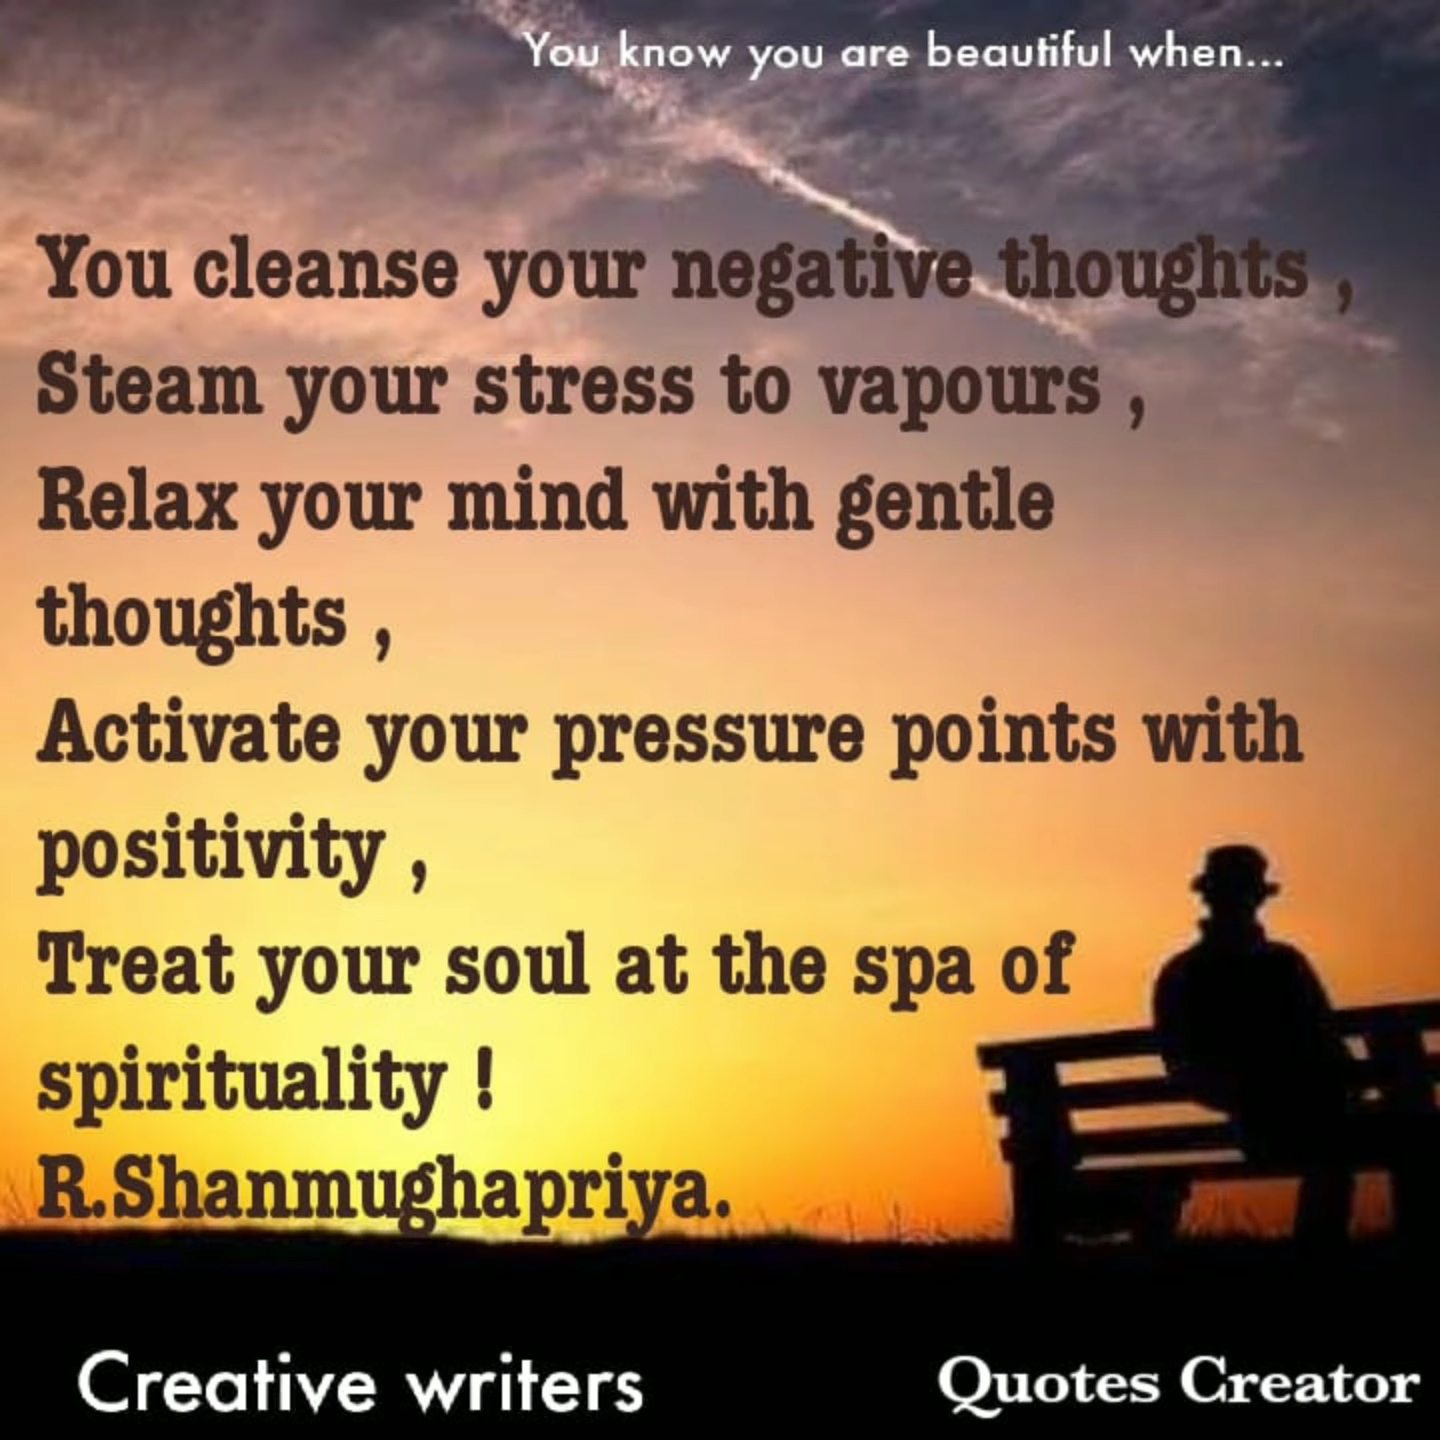 You know you are beautiful when...
You cleanse your negative thoughts ,
Steam your stress to vapours ,
Relax your mind with gentle
thoughts ,
Activate your pressure points with
positivity ,
Treat your soul at the spa of
spirituality !
R.Shanmughapriya.
Creative writers
Quotes Creator